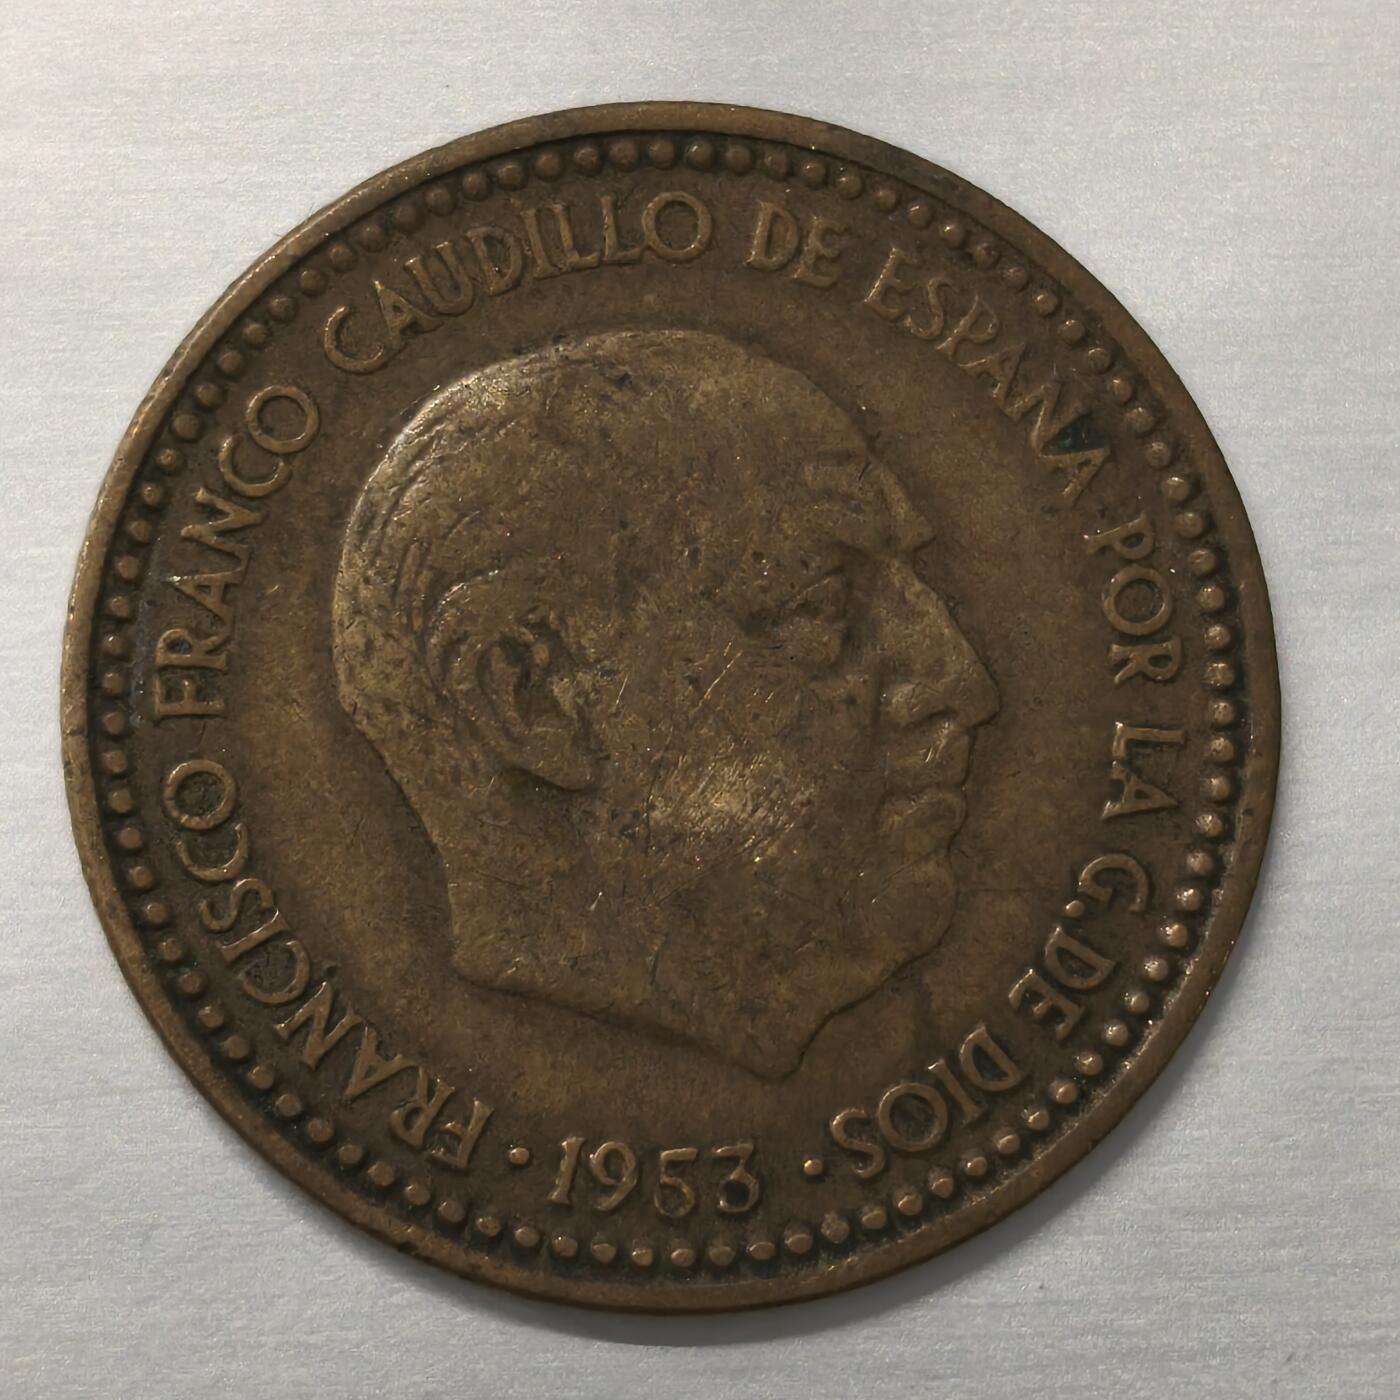 FRANCISCO FRANCO CAUDILLO DE ESPAÑA POR LA G. DE DIOS
· 1953 ·